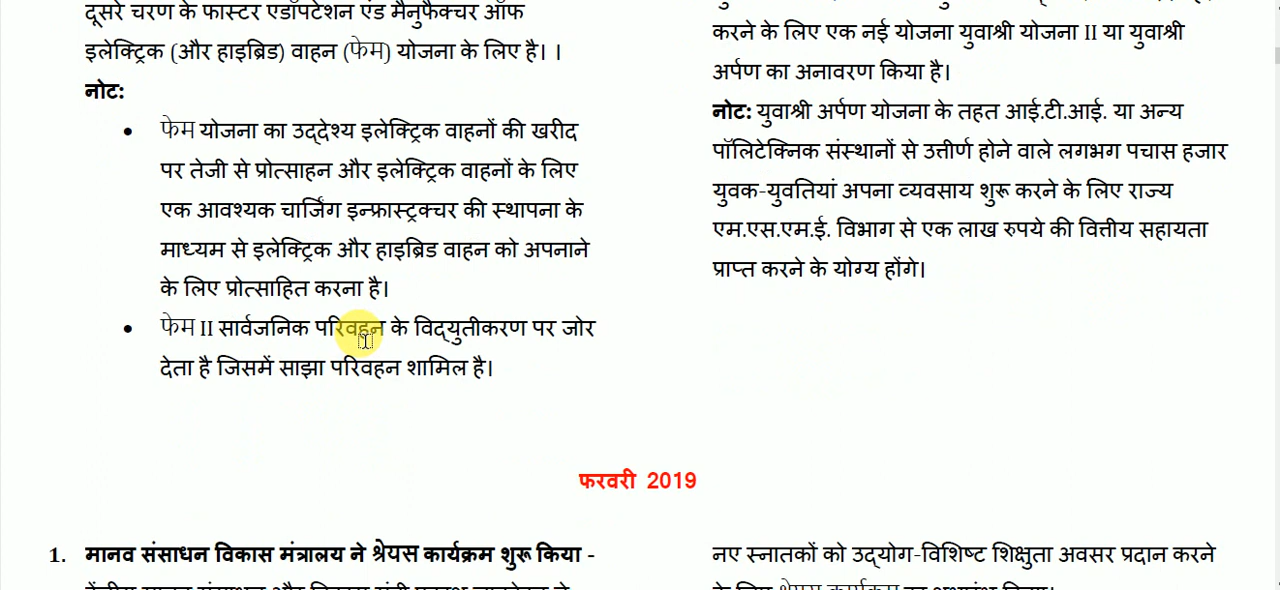 दूसरे चरण के फास्टर एडॉपटेशन एंड मैनुफैक्चर ऑफ
इलेक्ट्रिक (और हाइब्रिड) वाहन (फेम) योजना के लिए है। ।
नोट:
• फेम योजना का उद्देश्य इलेक्ट्रिक वाहनों की खरीद
पर तेजी से प्रोत्साहन और इलेक्ट्रिक वाहनों के लिए
एक आवश्यक चार्जिंग इन्फ्रास्ट्रक्चर की स्थापना के
माध्यम से इलेक्ट्रिक और हाइब्रिड वाहन को अपनाने
के लिए प्रोत्साहित करना है।
• फेम II सार्वजनिक परिवहन के विद्युतीकरण पर जोर
देता है जिसमें साझा परिवहन शामिल है।
करने के लिए एक नई योजना युवाश्री योजना II या युवाश्री
अर्पण का अनावरण किया है।
नोट: युवाश्री अर्पण योजना के तहत आई.टी.आई. या अन्य
पॉलिटेक्निक संस्थानों से उत्तीर्ण होने वाले लगभग पचास हजार
युवक-युवतियां अपना व्यवसाय शुरू करने के लिए राज्य
एम.एस.एम.ई. विभाग से एक लाख रुपये की वित्तीय सहायता
प्राप्त करने के योग्य होंगे।
फरवरी 2019
1. मानव संसाधन विकास मंत्रालय ने श्रेयस कार्यक्रम शुरू किया -
नए स्नातकों को उद्योग-विशिष्ट शिक्षुता अवसर प्रदान करने